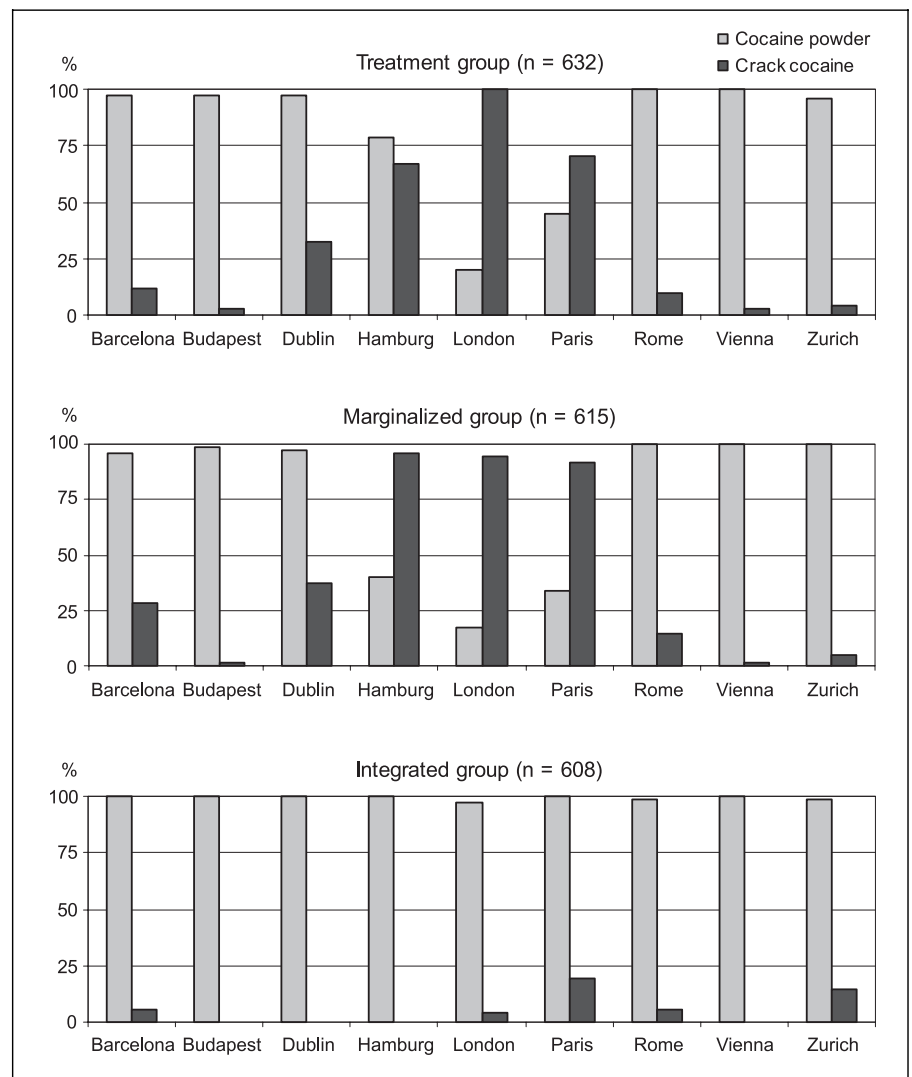 Cocaine powder
Crack cocaine
Treatment group (n = 632)
%
100
75
50
25
0
Barcelona Budapest Dublin Hamburg London Paris Rome Vienna Zurich
Marginalized group (n = 615)
%
100
75
50
25
0
Barcelona Budapest Dublin Hamburg London Paris Rome Vienna Zurich
Integrated group (n = 608)
%
100
75
50
25
0
Barcelona Budapest Dublin Hamburg London Paris Rome Vienna Zurich